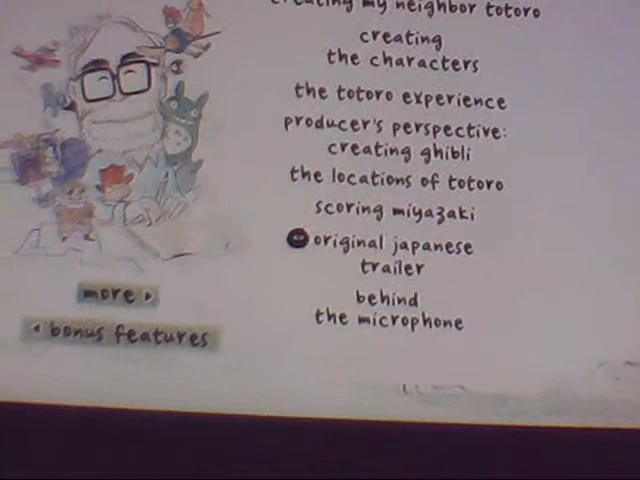 creating my neighbor totoro
creating
the characters
the totoro experience
producer's perspective:
creating ghibli
the locations of totoro
scoring miyazaki
original japanese
trailer
behind
the microphone
more
bonus features